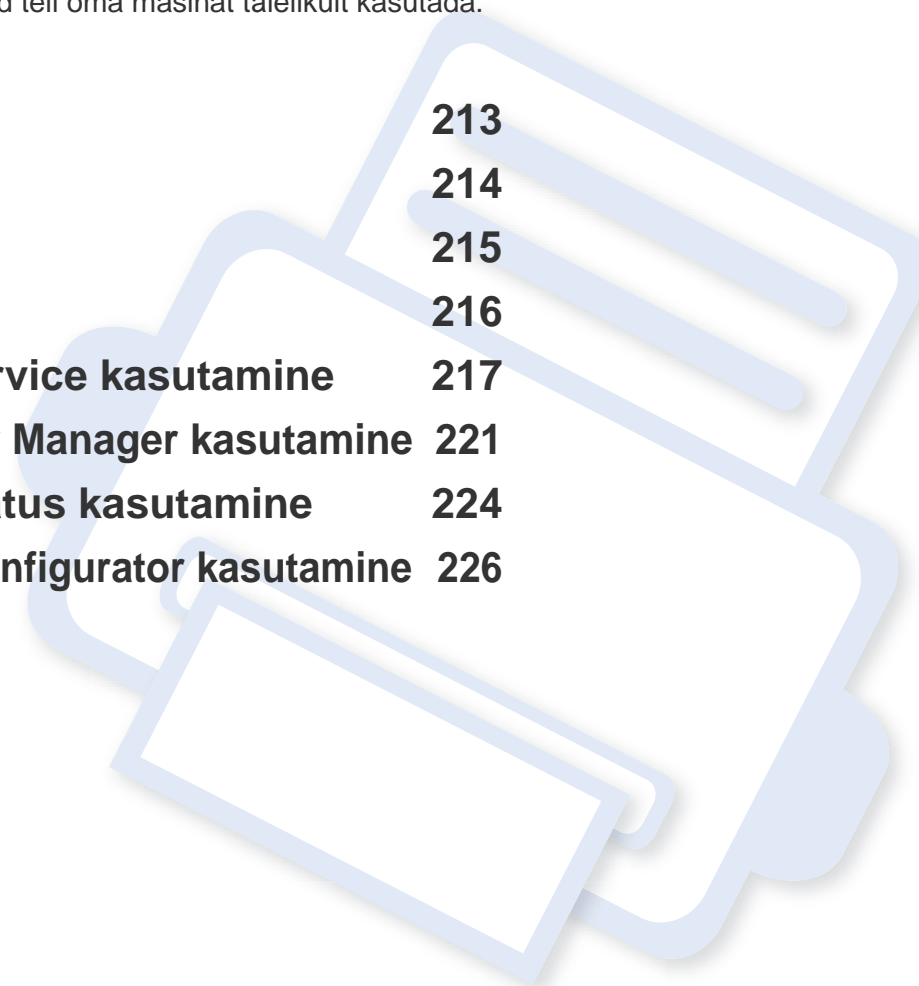 teil oma masinat täielikult kasutada.
213
214
215
216
rvice kasutamine 217
Manager kasutamine 221
tus kasutamine 224
nfigurator kasutamine 226